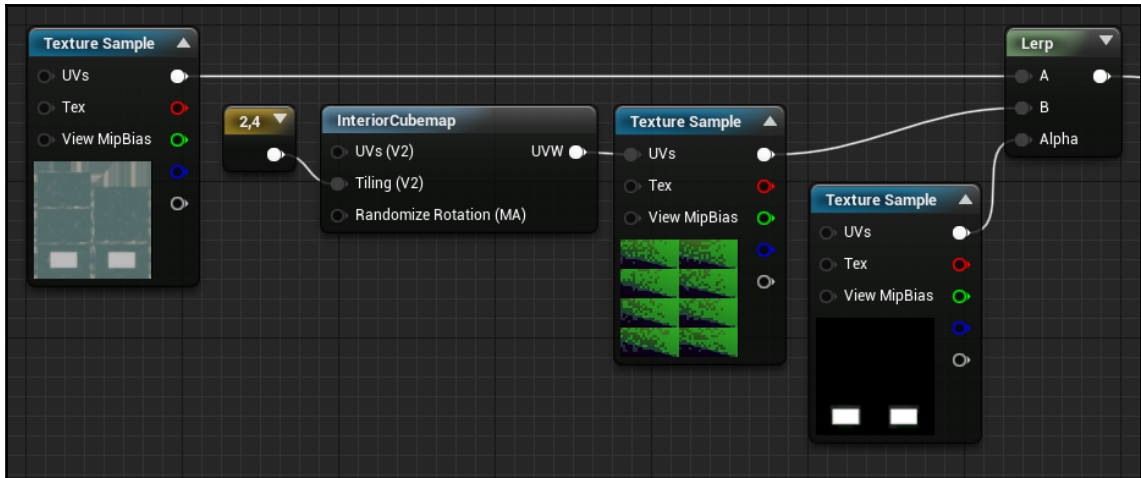 Texture Sample
UVs
Tex
View MipBias
2,4
InteriorCubemap
UVs (V2)
UVW
Tiling (V2)
Randomize Rotation (MA)
Texture Sample
UVs
Tex
View MipBias
Texture Sample
UVs
Tex
View MipBias
Lerp
A
B
Alpha